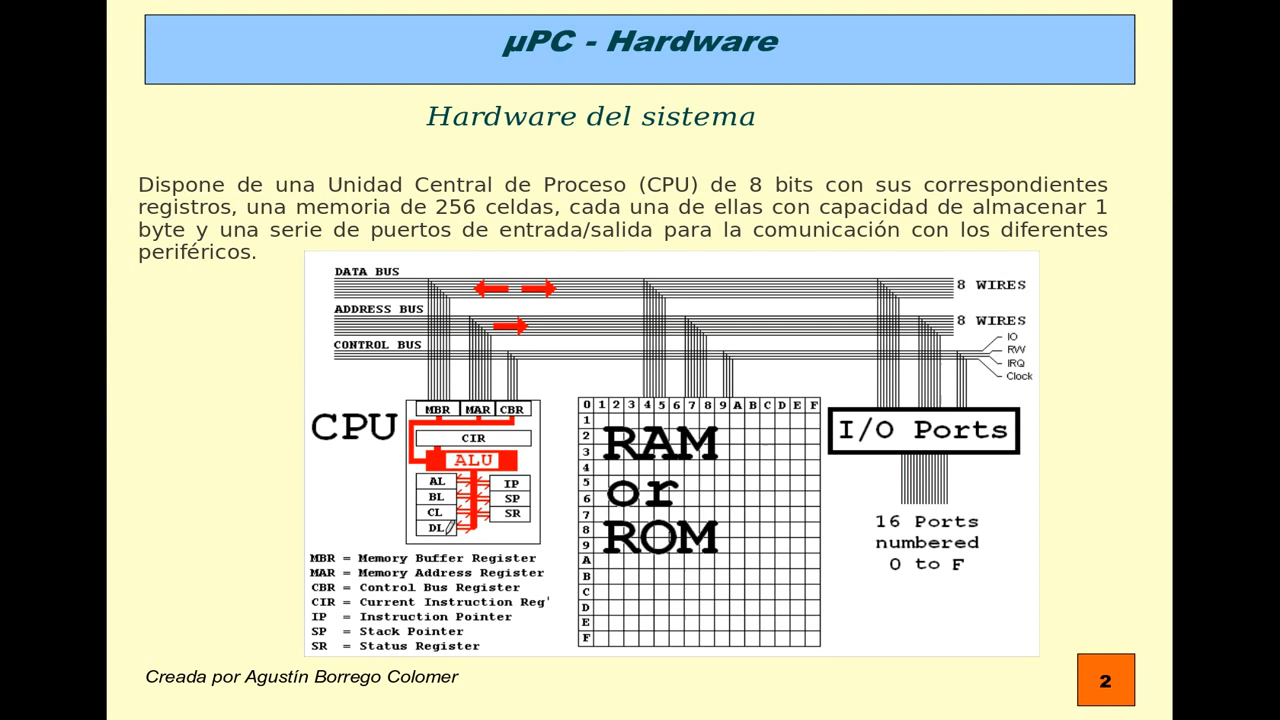 µPC - Hardware
Hardware del sistema
Dispone de una Unidad Central de Proceso (CPU) de 8 bits con sus correspondientes
registros, una memoria de 256 celdas, cada una de ellas con capacidad de almacenar 1
byte y una serie de puertos de entrada/salida para la comunicación con los diferentes
periféricos.
DATA BUS
8 WIRES
ADDRESS BUS
8 WIRES
CONTROL BUS
IO
RW
IRQ
Clock
CPU
MBR MAR CBR
CIR
ALU
AL
BL
CL
DL
IP
SP
SR
0 1 2 3 4 5 6 7 8 9 A B C D E F
1
2
3
4
5
6
7
8
9
A
B
C
D
E
F
RAM
or
ROM
I/O Ports
16 Ports
numbered
0 to F
MBR = Memory Buffer Register
MAR = Memory Address Register
CBR = Control Bus Register
CIR = Current Instruction Reg'
IP = Instruction Pointer
SP = Stack Pointer
SR = Status Register
Creada por Agustín Borrego Colomer
2